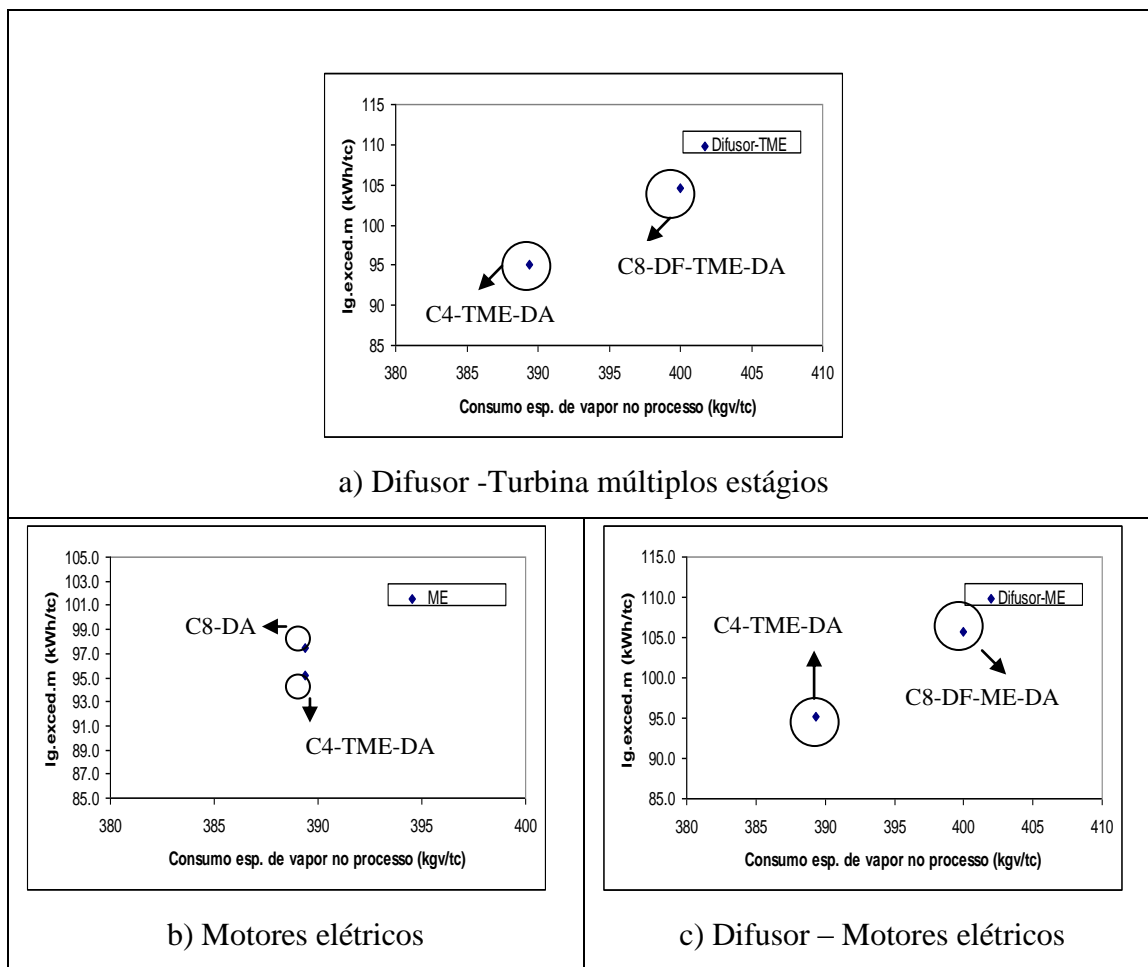 115
110
105
100
95
90
85
Ig.exced.m (kWh/tc)
Difusor-TME
C8-DF-TME-DA
C4-TME-DA
380 385 390 395 400 405 410
Consumo esp. de vapor no processo (kgv/tc)
a) Difusor -Turbina múltiplos estágios
105.0
103.0
101.0
99.0
97.0
95.0
93.0
91.0
89.0
87.0
85.0
Ig.exced.m (kWh/tc)
ME
C8-DA
C4-TME-DA
380 385 390 395 400
Consumo esp. de vapor no processo (kgv/tc)
b) Motores elétricos
115.0
110.0
105.0
100.0
95.0
90.0
85.0
Ig.exced.m (kWh/tc)
Difusor-ME
C4-TME-DA
C8-DF-ME-DA
380 385 390 395 400 405 410
Consumo esp. de vapor no processo (kgv/tc)
c) Difusor – Motores elétricos